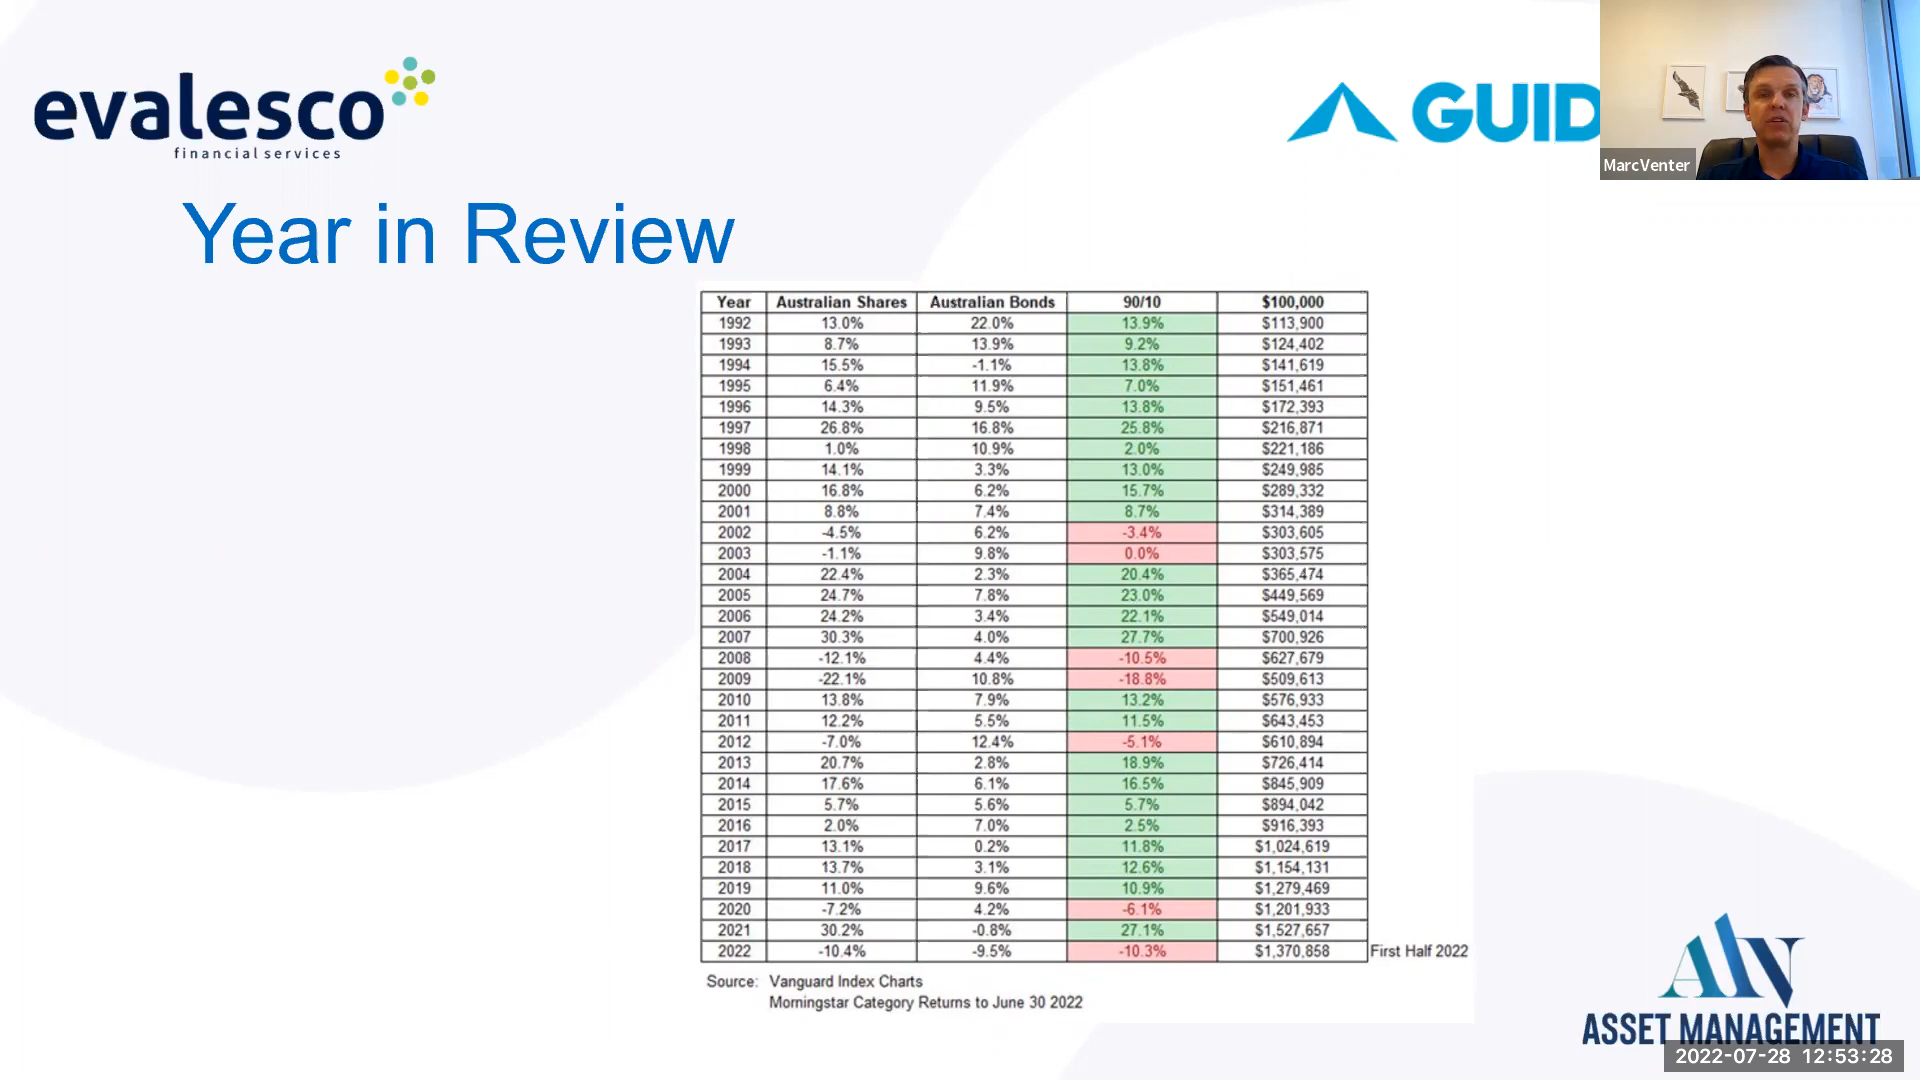 evalesco
financial services
GUID
MarcVenter
Year in Review
Year Australian Shares Australian Bonds 90/10 $100,000
1992 13.0% 22.0% 13.9% $113,900
1993 8.7% 13.9% 9.2% $124,402
1994 15.5% -1.1% 13.8% $141,619
1995 6.4% 11.9% 7.0% $151,461
1996 14.3% 9.5% 13.8% $172,393
1997 26.8% 16.8% 25.8% $216,871
1998 1.0% 10.9% 2.0% $221,186
1999 14.1% 3.3% 13.0% $249,985
2000 16.8% 6.2% 15.7% $289,332
2001 8.8% 7.4% 8.7% $314,389
2002 -4.5% 6.2% -3.4% $303,605
2003 -1.1% 9.8% 0.0% $303,575
2004 22.4% 2.3% 20.4% $365,474
2005 24.7% 7.8% 23.0% $449,569
2006 24.2% 3.4% 22.1% $549,014
2007 30.3% 4.0% 27.7% $700,926
2008 -12.1% 4.4% -10.5% $627,679
2009 -22.1% 10.8% -18.8% $509,613
2010 13.8% 7.9% 13.2% $576,933
2011 12.2% 5.5% 11.5% $643,453
2012 -7.0% 12.4% -5.1% $610,894
2013 20.7% 2.8% 18.9% $726,414
2014 17.6% 6.1% 16.5% $845,909
2015 5.7% 5.6% 5.7% $894,042
2016 2.0% 7.0% 2.5% $916,393
2017 13.1% 0.2% 11.8% $1,024,619
2018 13.7% 3.1% 12.6% $1,154,131
2019 11.0% 9.6% 10.9% $1,279,469
2020 -7.2% 4.2% -6.1% $1,201,933
2021 30.2% -0.8% 27.1% $1,527,657
2022 -10.4% -9.5% -10.3% $1,370,858 First Half 2022
Source: Vanguard Index Charts
Morningstar Category Returns to June 30 2022
ASSET MANAGEMENT
2022-07-28 12:53:28